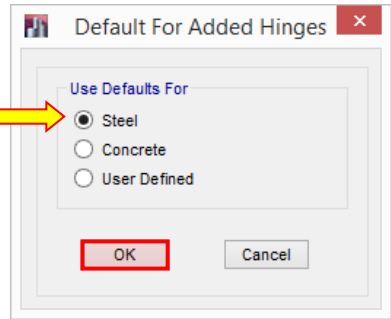 Default For Added Hinges
Use Defaults For
Steel
Concrete
User Defined
OK Cancel